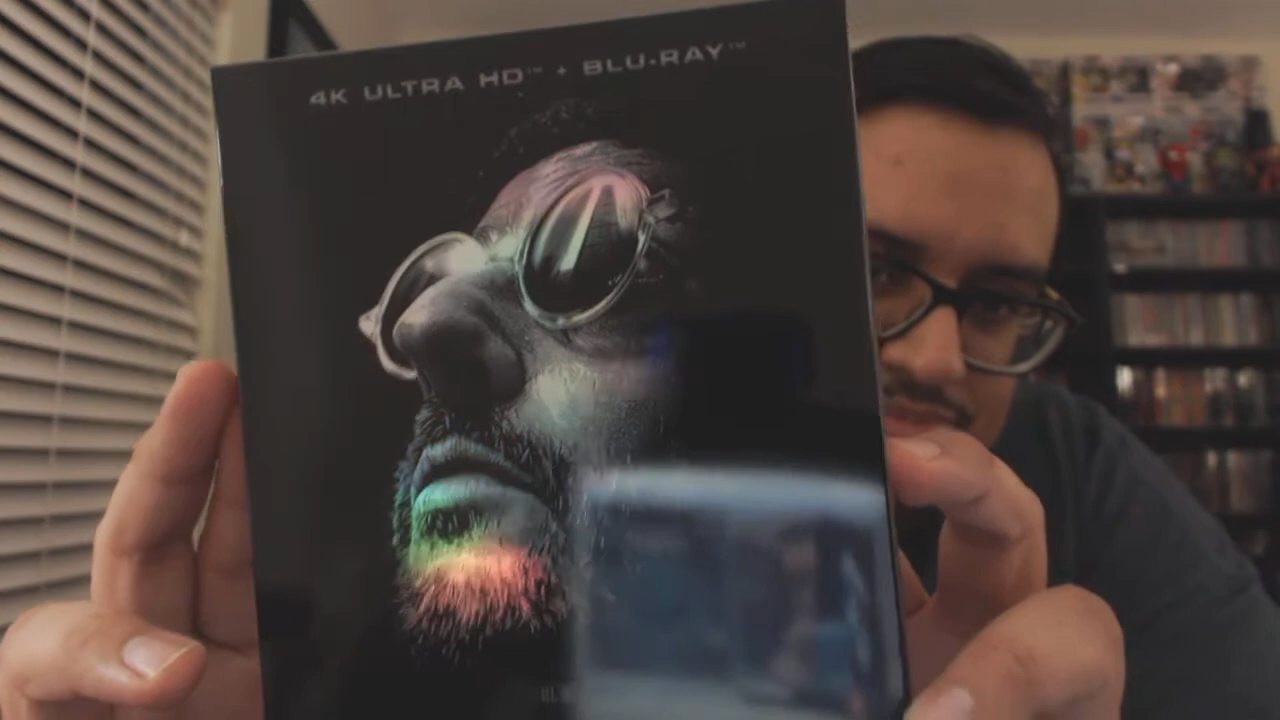 4K ULTRA HD™ + BLU-RAY™